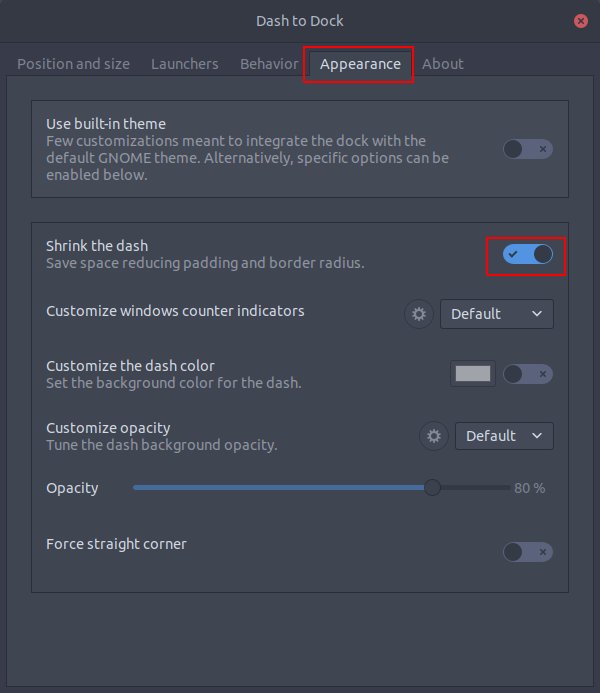 Dash to Dock
Position and size Launchers Behavior Appearance About
Use built-in theme
Few customizations meant to integrate the dock with the
default GNOME theme. Alternatively, specific options can be
enabled below.
Shrink the dash
Save space reducing padding and border radius.
Customize windows counter indicators Default
Customize the dash color
Set the background color for the dash.
Customize opacity Default
Tune the dash background opacity.
Opacity 80 %
Force straight corner